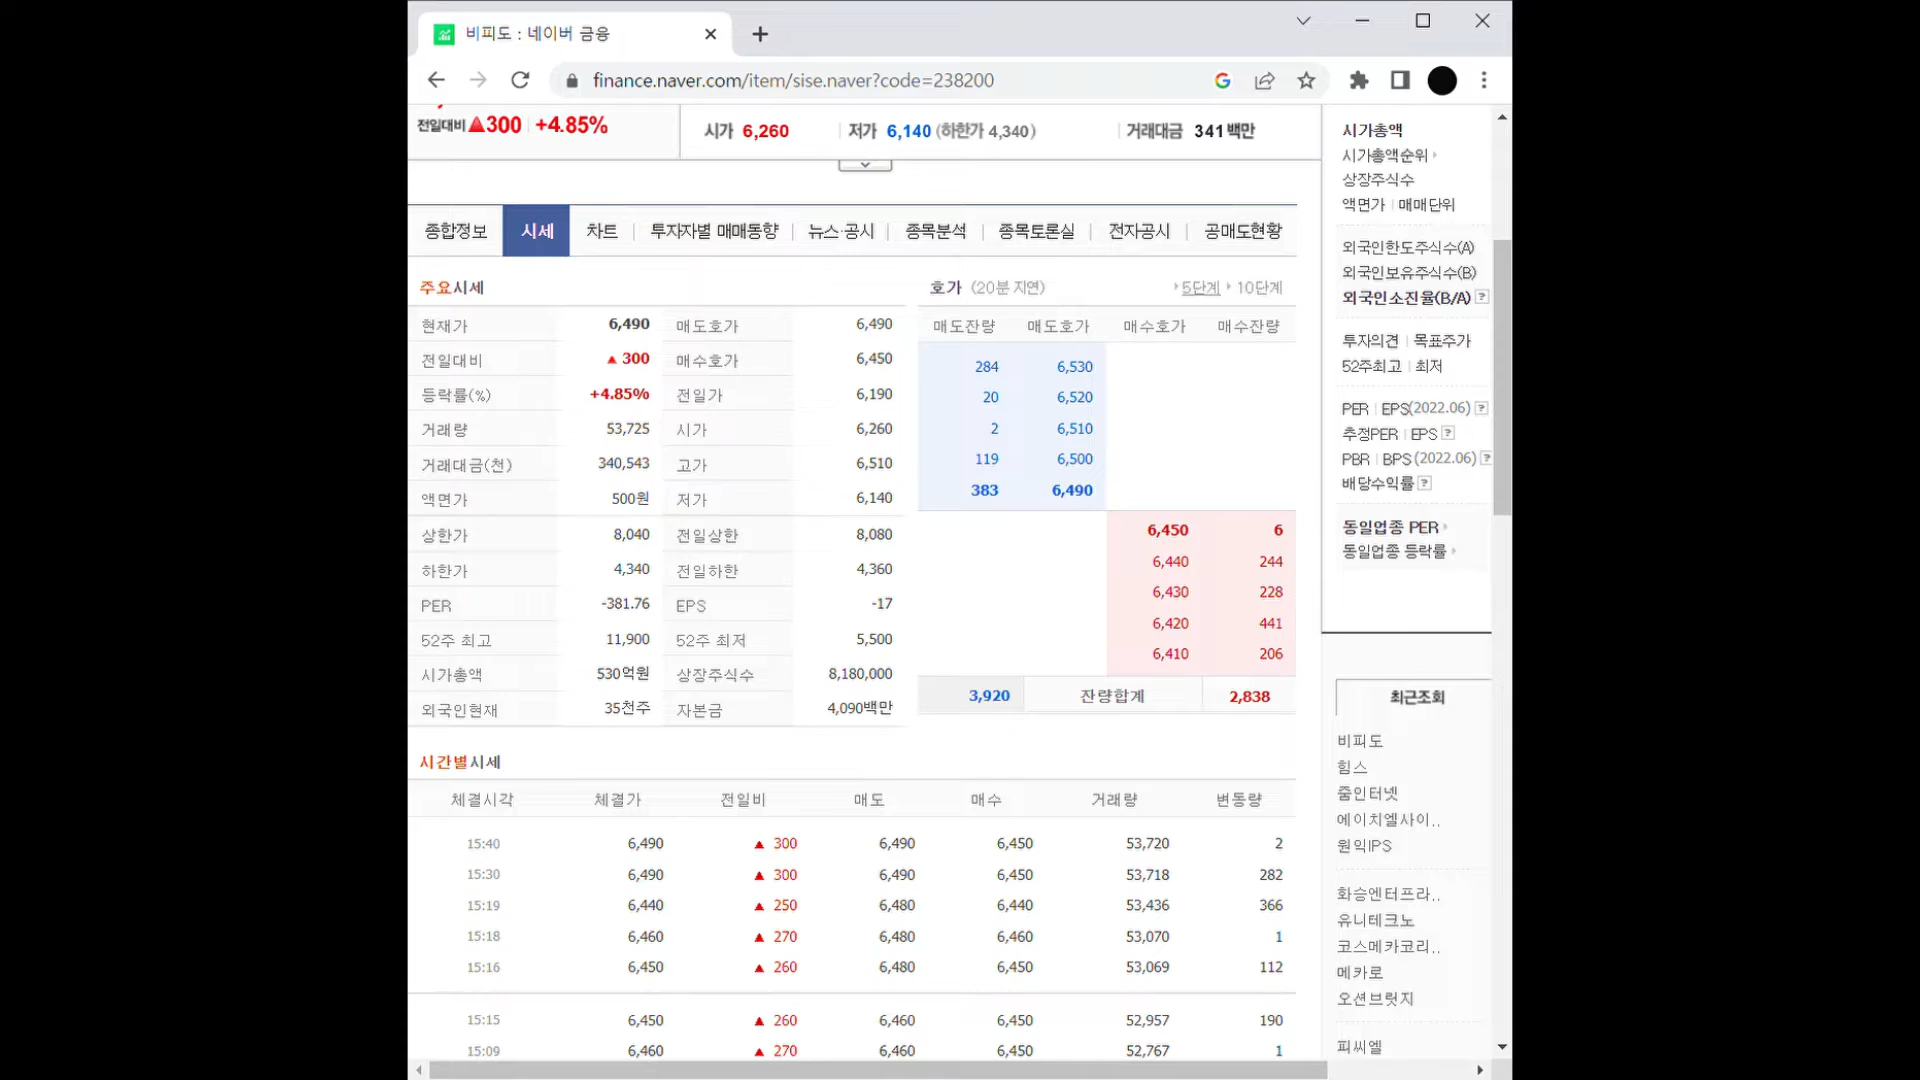 비피도 : 네이버 금융
finance.naver.com/item/sise.naver?code=238200
전일대비 ▲300 +4.85%
시가 6,260 저가 6,140 (하한가 4,340) 거래대금 341백만
종합정보 시세 차트 투자자별 매매동향 뉴스·공시 종목분석 종목토론실 전자공시 공매도현황
주요시세
현재가 6,490 매도호가 6,490
전일대비 ▲ 300 매수호가 6,450
등락률(%) +4.85% 전일가 6,190
거래량 53,725 시가 6,260
거래대금(천) 340,543 고가 6,510
액면가 500원 저가 6,140
상한가 8,040 전일상한 8,080
하한가 4,340 전일하한 4,360
PER -381.76 EPS -17
52주 최고 11,900 52주 최저 5,500
시가총액 530억원 상장주식수 8,180,000
외국인현재 35천주 자본금 4,090백만
호가 (20분 지연) 5단계 10단계
매도잔량 매도호가 매수호가 매수잔량
284 6,530
20 6,520
2 6,510
119 6,500
383 6,490
6,450 6
6,440 244
6,430 228
6,420 441
6,410 206
3,920 잔량합계 2,838
시간별시세
체결시각 체결가 전일비 매도 매수 거래량 변동량
15:40 6,490 ▲ 300 6,490 6,450 53,720 2
15:30 6,490 ▲ 300 6,490 6,450 53,718 282
15:19 6,440 ▲ 250 6,480 6,440 53,436 366
15:18 6,460 ▲ 270 6,480 6,460 53,070 1
15:16 6,450 ▲ 260 6,480 6,450 53,069 112
15:15 6,450 ▲ 260 6,460 6,450 52,957 190
15:09 6,460 ▲ 270 6,460 6,450 52,767 1
시가총액
시가총액순위
상장주식수
액면가 | 매매단위
외국인한도주식수(A)
외국인보유주식수(B)
외국인소진율(B/A) ?
투자의견 | 목표주가
52주최고 | 최저
PER | EPS(2022.06) ?
추정PER | EPS ?
PBR | BPS (2022.06) ?
배당수익률 ?
동일업종 PER
동일업종 등락률
최근조회
비피도
힘스
줌인터넷
에이치엘사이..
원익IPS
화승엔터프라..
유니테크노
코스메카코리..
메카로
오션브릿지
피씨엘